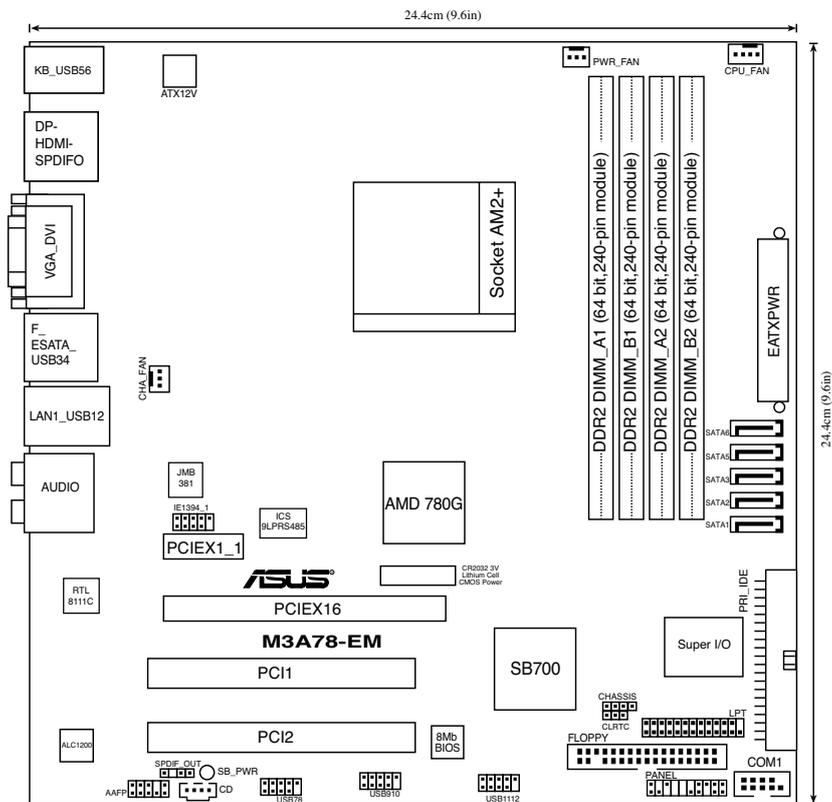 24.4cm (9.6in)
KB_USB56
ATX12V
PWR_FAN
CPU_FAN
DP-
HDMI-
SPDIFO
VGA_DVI
Socket AM2+
DDR2 DIMM_A1 (64 bit,240-pin module)
DDR2 DIMM_B1 (64 bit,240-pin module)
DDR2 DIMM_A2 (64 bit,240-pin module)
DDR2 DIMM_B2 (64 bit,240-pin module)
EATXPWR
24.4cm (9.6in)
F_
ESATA_
USB34
CHA_FAN
LAN1_USB12
SATA6
SATA5
SATA3
SATA2
SATA1
AUDIO
JMB
381
AMD 780G
IE1394_1
ICS
9LPRS485
PCIEX1_1
CR2032 3V
Lithium Cell
CMOS Power
ASUS
RTL
8111C
PCIEX16
PRI_IDE
M3A78-EM
Super I/O
SB700
PCI1
CHASSIS
CLRTC
LPT
ALC1200
PCI2
8Mb
BIOS
FLOPPY
SPDIF_OUT
SB_PWR
PANEL
COM1
AAFP
CD
USB78
USB910
USB1112